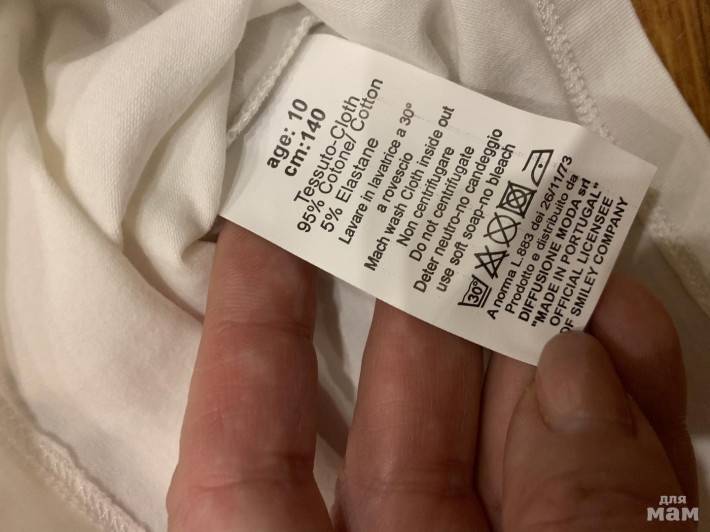 age: 10
cm:140
Tessuto-Cloth
95% Cotone/ Cotton
5% Elastane
Lavare in lavatrice a 30°
a rovescio
Mach wash Cloth inside out
Non centrifugare
Do not centrifugate
Deter neutro-no candeggio
use soft soap-no bleach
30°
A norma L.883 del 26/11/73
Prodotto e distribuito da
DIFFUSIONE MODA srl
"MADE IN PORTUGAL"
OFFICIAL LICENSEE
OF SMILEY COMPANY
для
мам